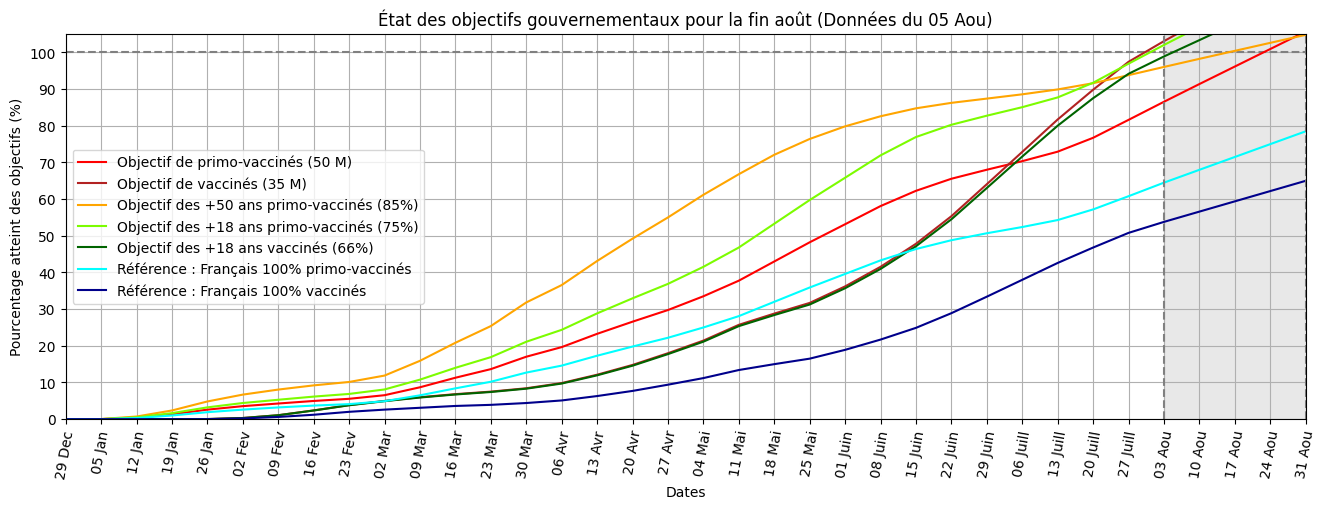 État des objectifs gouvernementaux pour la fin août (Données du 05 Aou)
Pourcentage atteint des objectifs (%)
100
90
80
70
60
50
40
30
20
10
0
Objectif de primo-vaccinés (50 M)
Objectif de vaccinés (35 M)
Objectif des +50 ans primo-vaccinés (85%)
Objectif des +18 ans primo-vaccinés (75%)
Objectif des +18 ans vaccinés (66%)
Référence : Français 100% primo-vaccinés
Référence : Français 100% vaccinés
29 Dec
05 Jan
12 Jan
19 Jan
26 Jan
02 Fev
09 Fev
16 Fev
23 Fev
02 Mar
09 Mar
16 Mar
23 Mar
30 Mar
06 Avr
13 Avr
20 Avr
27 Avr
04 Mai
11 Mai
18 Mai
25 Mai
01 Juin
08 Juin
15 Juin
22 Juin
29 Juin
06 Juill
13 Juill
20 Juill
27 Juill
03 Aou
10 Aou
17 Aou
24 Aou
31 Aou
Dates